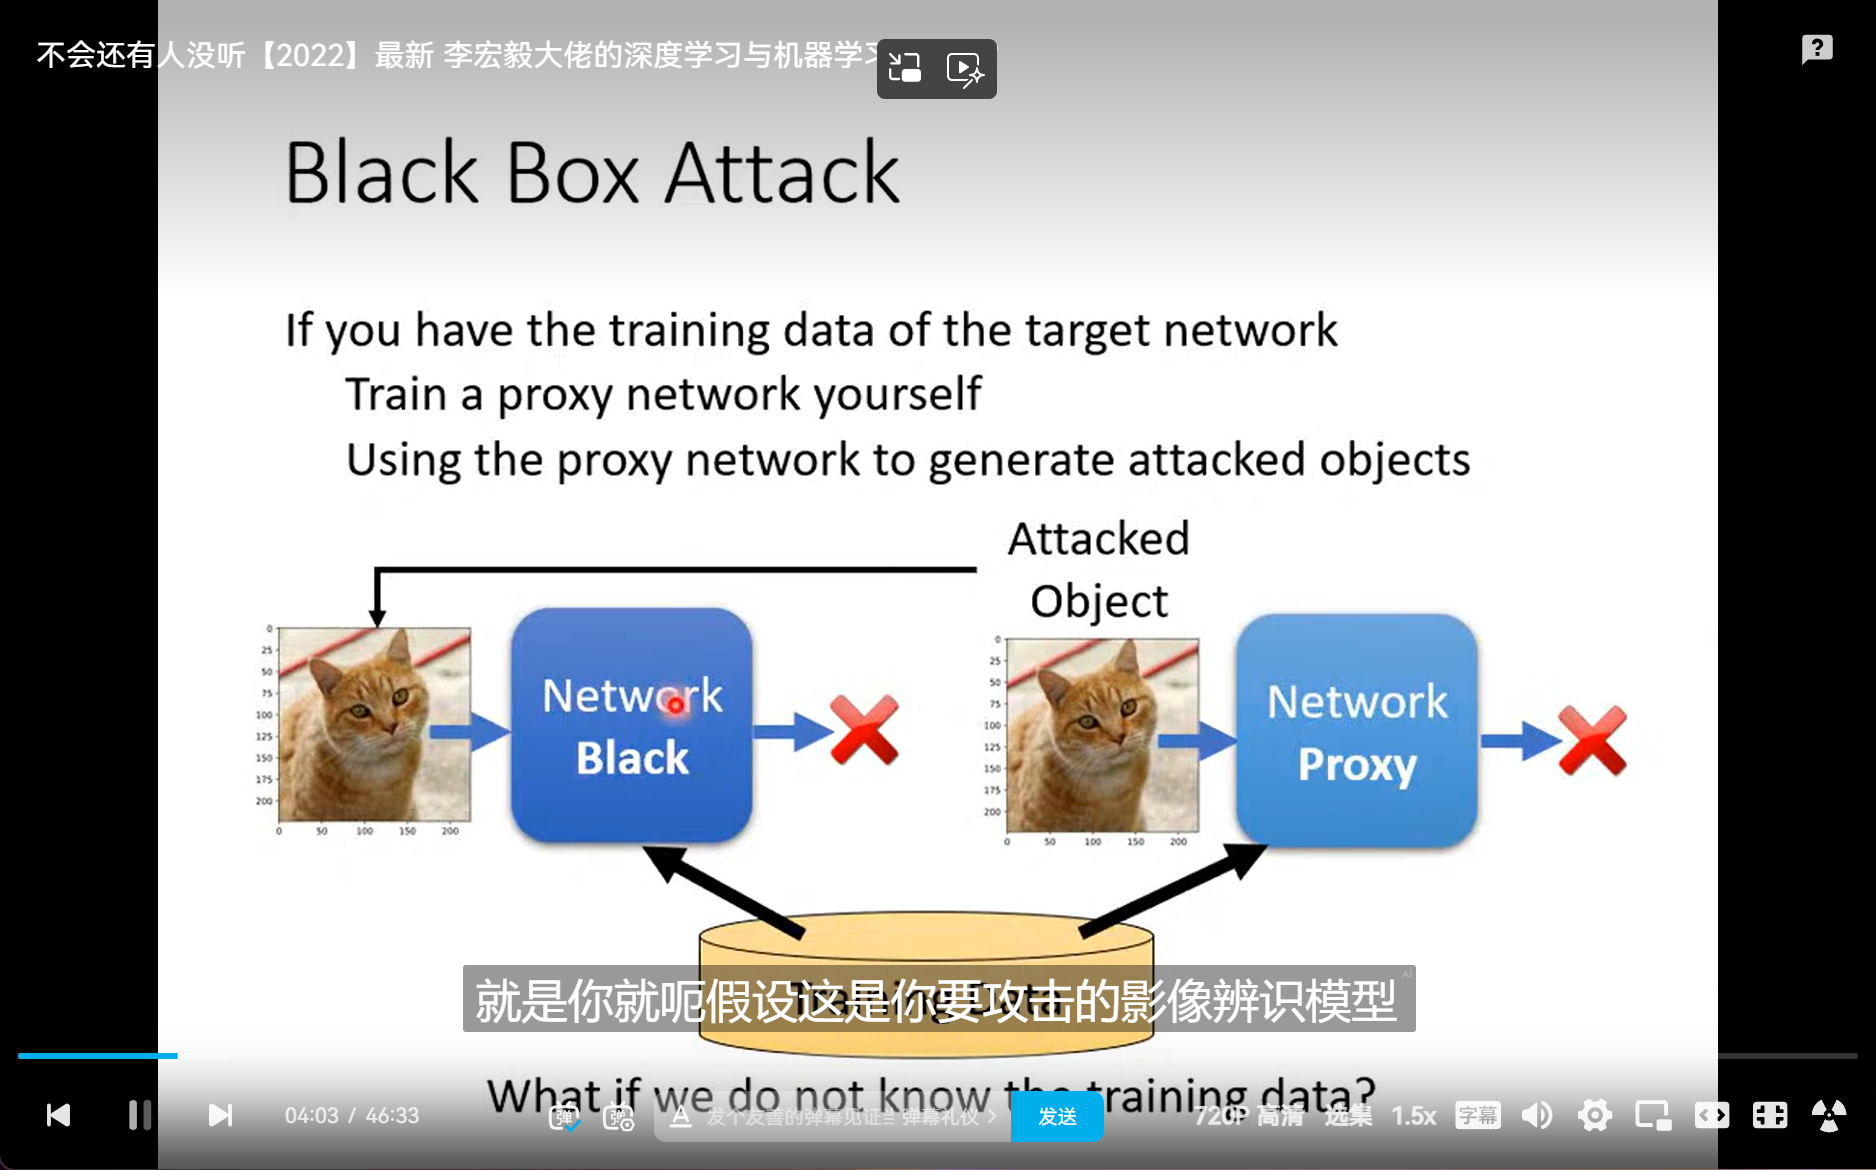 不会还有人没听【2022】最新 李宏毅大佬的深度学习与机器学习
Black Box Attack
If you have the training data of the target network
Train a proxy network yourself
Using the proxy network to generate attacked objects
Attacked
Object
0
25
50
75
100
125
150
175
200
0 50 100 150 200
Network
Black
0
25
50
75
100
125
150
175
200
0 50 100 150 200
Network
Proxy
Training Data
就是你就呃假设这是你要攻击的影像辨识模型
AI
What if we do not know the training data?
04:03 / 46:33
弹
弹
A 发个友善的弹幕见证 弹幕礼仪 >
发送
720P 高清
选集
1.5x
字幕